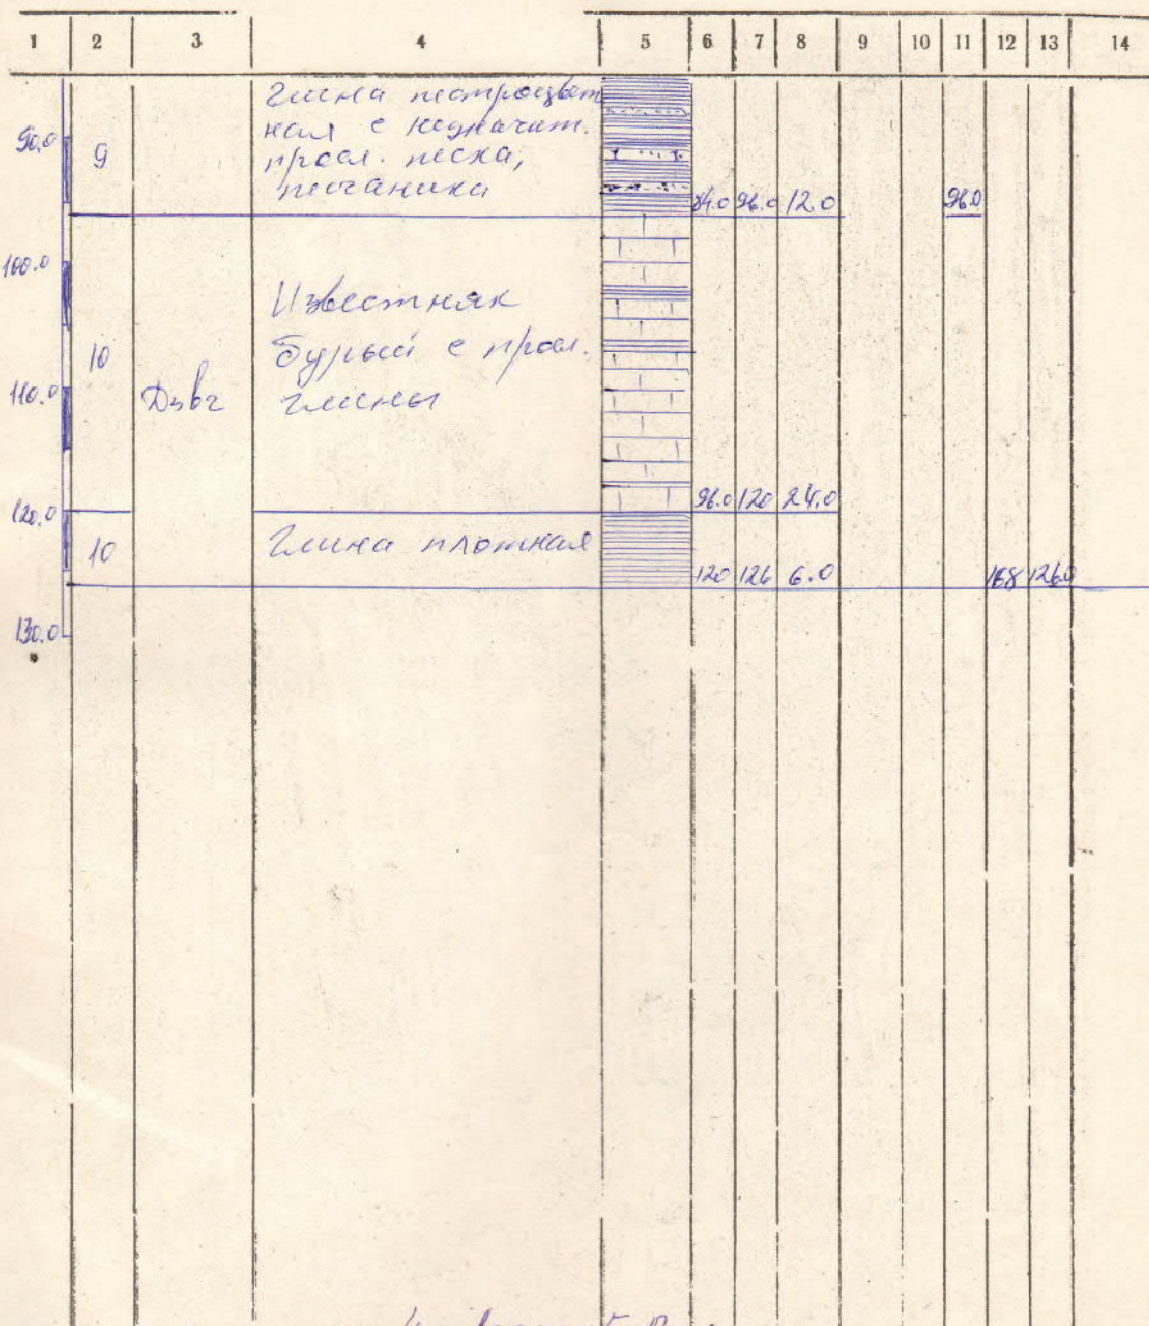 1 2 3 4 5 6 7 8 9 10 11 12 13 14
глина пестроцвет
ная с незначит.
90.0 9 просл. песка,
песчаника
84.0 96.0 12.0 96.0
100.0
Известняк
10 бурый с просл.
110.0 D3вг глины
96.0 120 24.0
120.0
10 Глина плотная
120 126 6.0 168 126.0
130.0